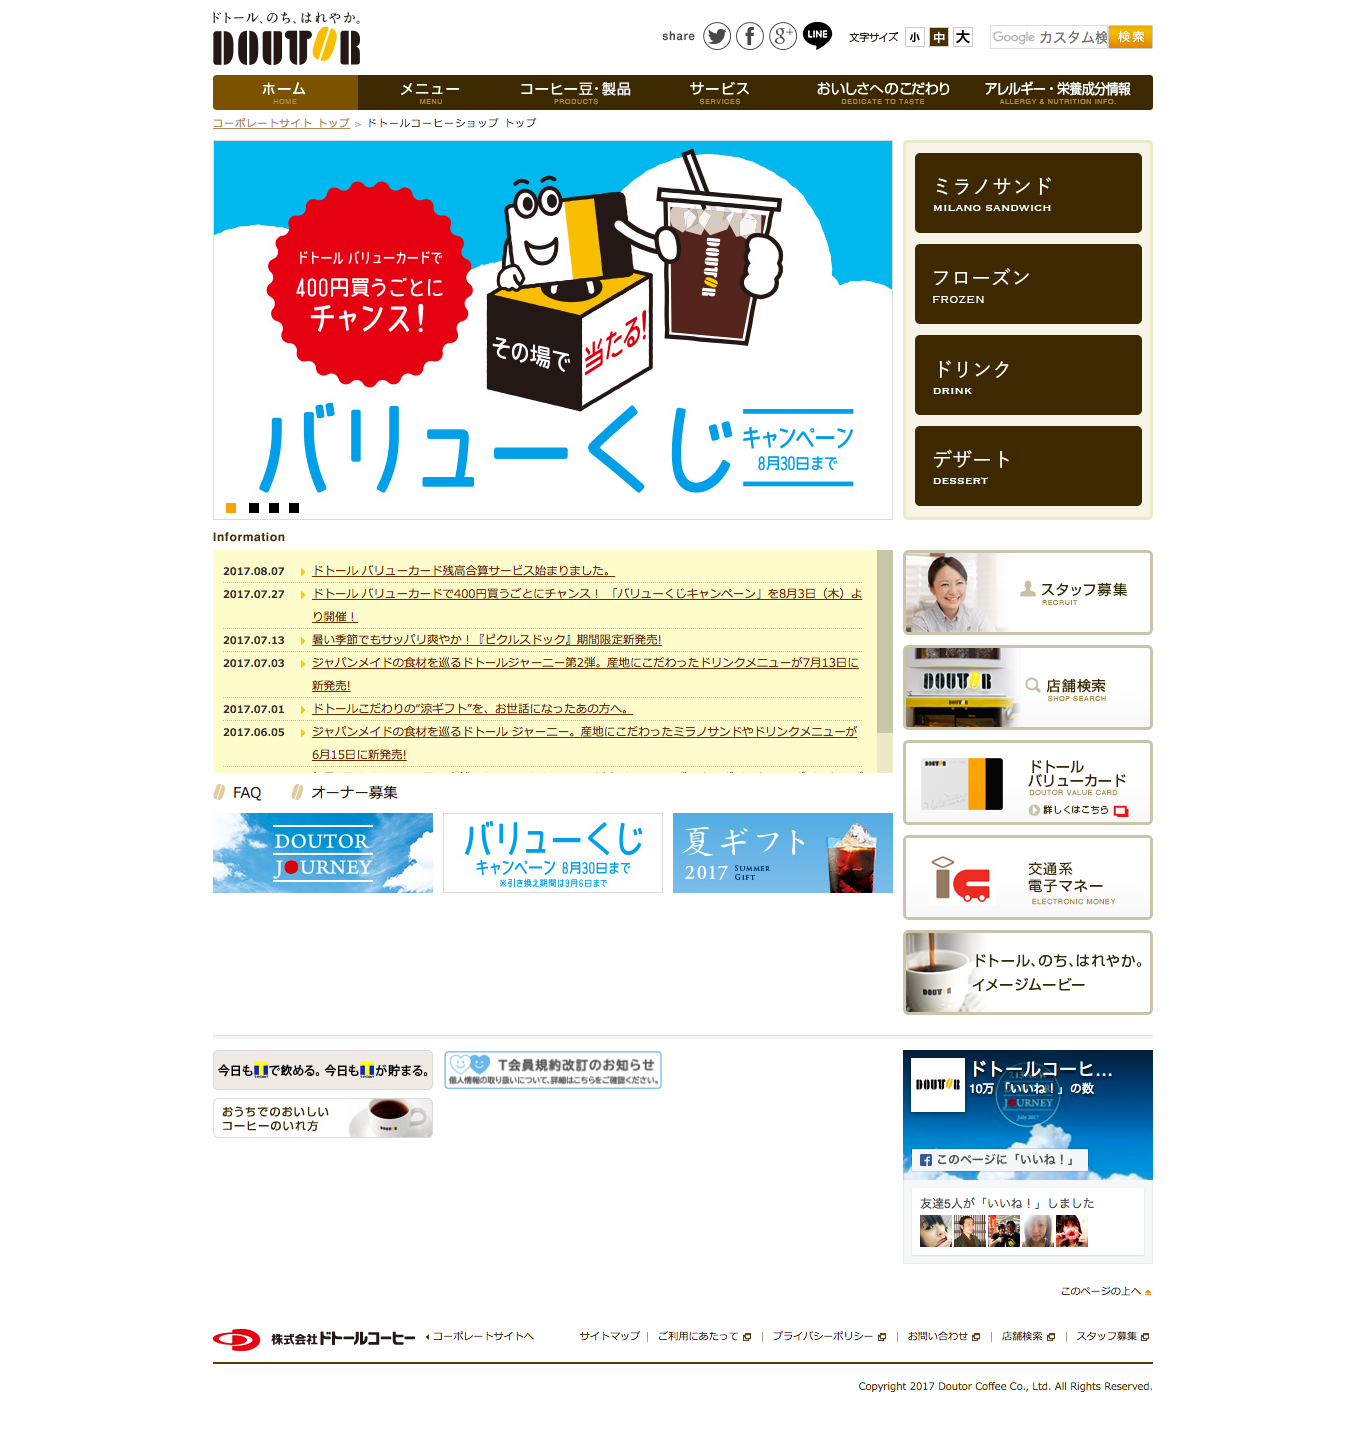 ドトール、のち、はれやか。
DOUTOR
share
LINE
文字サイズ 小 中 大
Google カスタム検
検索
ホーム
HOME
メニュー
MENU
コーヒー豆・製品
PRODUCTS
サービス
SERVICES
おいしさへのこだわり
DEDICATE TO TASTE
アレルギー・栄養成分情報
ALLERGY & NUTRITION INFO.
コーポレートサイト トップ > ドトールコーヒーショップ トップ
ドトール バリューカードで
400円買うごとに
チャンス!
DOUTOR
その場で
当たる!
バリューくじ
キャンペーン
8月30日まで
ミラノサンド
MILANO SANDWICH
フローズン
FROZEN
ドリンク
DRINK
デザート
DESSERT
Information
2017.08.07 ドトール バリューカード残高合算サービス始まりました。
2017.07.27 ドトール バリューカードで400円買うごとにチャンス! 「バリューくじキャンペーン」を8月3日(木)よ
り開催!
2017.07.13 暑い季節でもサッパリ爽やか!『ピクルスドック』期間限定新発売!
2017.07.03 ジャパンメイドの食材を巡るドトールジャーニー第2弾。産地にこだわったドリンクメニューが7月13日に
新発売!
2017.07.01 ドトールこだわりの“涼ギフト”を、お世話になったあの方へ。
2017.06.05 ジャパンメイドの食材を巡るドトール ジャーニー。産地にこだわったミラノサンドやドリンクメニューが
6月15日に新発売!
スタッフ募集
RECRUIT
DOUTOR
店舗検索
SHOP SEARCH
ドトール
バリューカード
DOUTOR VALUE CARD
詳しくはこちら
交通系
電子マネー
ELECTRONIC MONEY
ドトール、のち、はれやか。
イメージムービー
FAQ
オーナー募集
DOUTOR
JOURNEY
バリューくじ
キャンペーン 8月30日まで
※引き換え期間は9月6日まで
夏ギフト
2017 SUMMER
GIFT
今日もTで飲める。今日もTが貯まる。
T会員規約改訂のお知らせ
個人情報の取り扱いについて、詳細はこちらをご確認ください。
おうちでのおいしい
コーヒーのいれ方
DOUTOR
ドトールコーヒ...
10万 「いいね!」の数
JOURNEY
July 2017
このページに「いいね!」
友達5人が「いいね!」しました
このページの上へ
株式会社ドトールコーヒー
コーポレートサイトへ
サイトマップ | ご利用にあたって | プライバシーポリシー | お問い合わせ | 店舗検索 | スタッフ募集
Copyright 2017 Doutor Coffee Co., Ltd. All Rights Reserved.